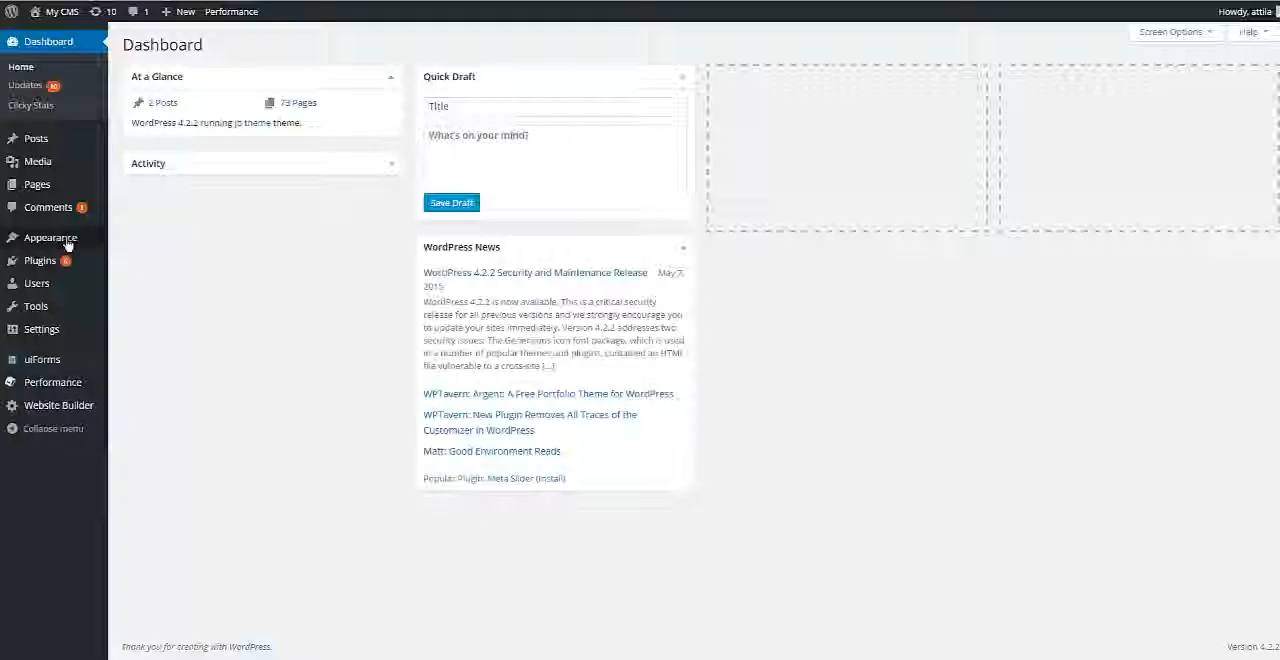 My CMS 10 1 New Performance Howdy, attila
Screen Options Help
Dashboard
Dashboard
Home
Updates 10
Clicky Stats
Posts
Media
Pages
Comments 1
Appearance
Plugins 6
Users
Tools
Settings
uiForms
Performance
Website Builder
Collapse menu
At a Glance
2 Posts 73 Pages
WordPress 4.2.2 running jb theme theme.
Activity
Quick Draft
Title
What's on your mind?
Save Draft
WordPress News
WordPress 4.2.2 Security and Maintenance Release May 7,
2015
WordPress 4.2.2 is now available. This is a critical security
release for all previous versions and we strongly encourage you
to update your sites immediately. Version 4.2.2 addresses two
security issues: The Genericons icon font package, which is used
in a number of popular themes and plugins, contained an HTML
file vulnerable to a cross-site [...]
WPTavern: Argent: A Free Portfolio Theme for WordPress
WPTavern: New Plugin Removes All Traces of the
Customizer in WordPress
Matt: Good Environment Reads
Popular Plugin: Meta Slider (Install)
Thank you for creating with WordPress.
Version 4.2.2